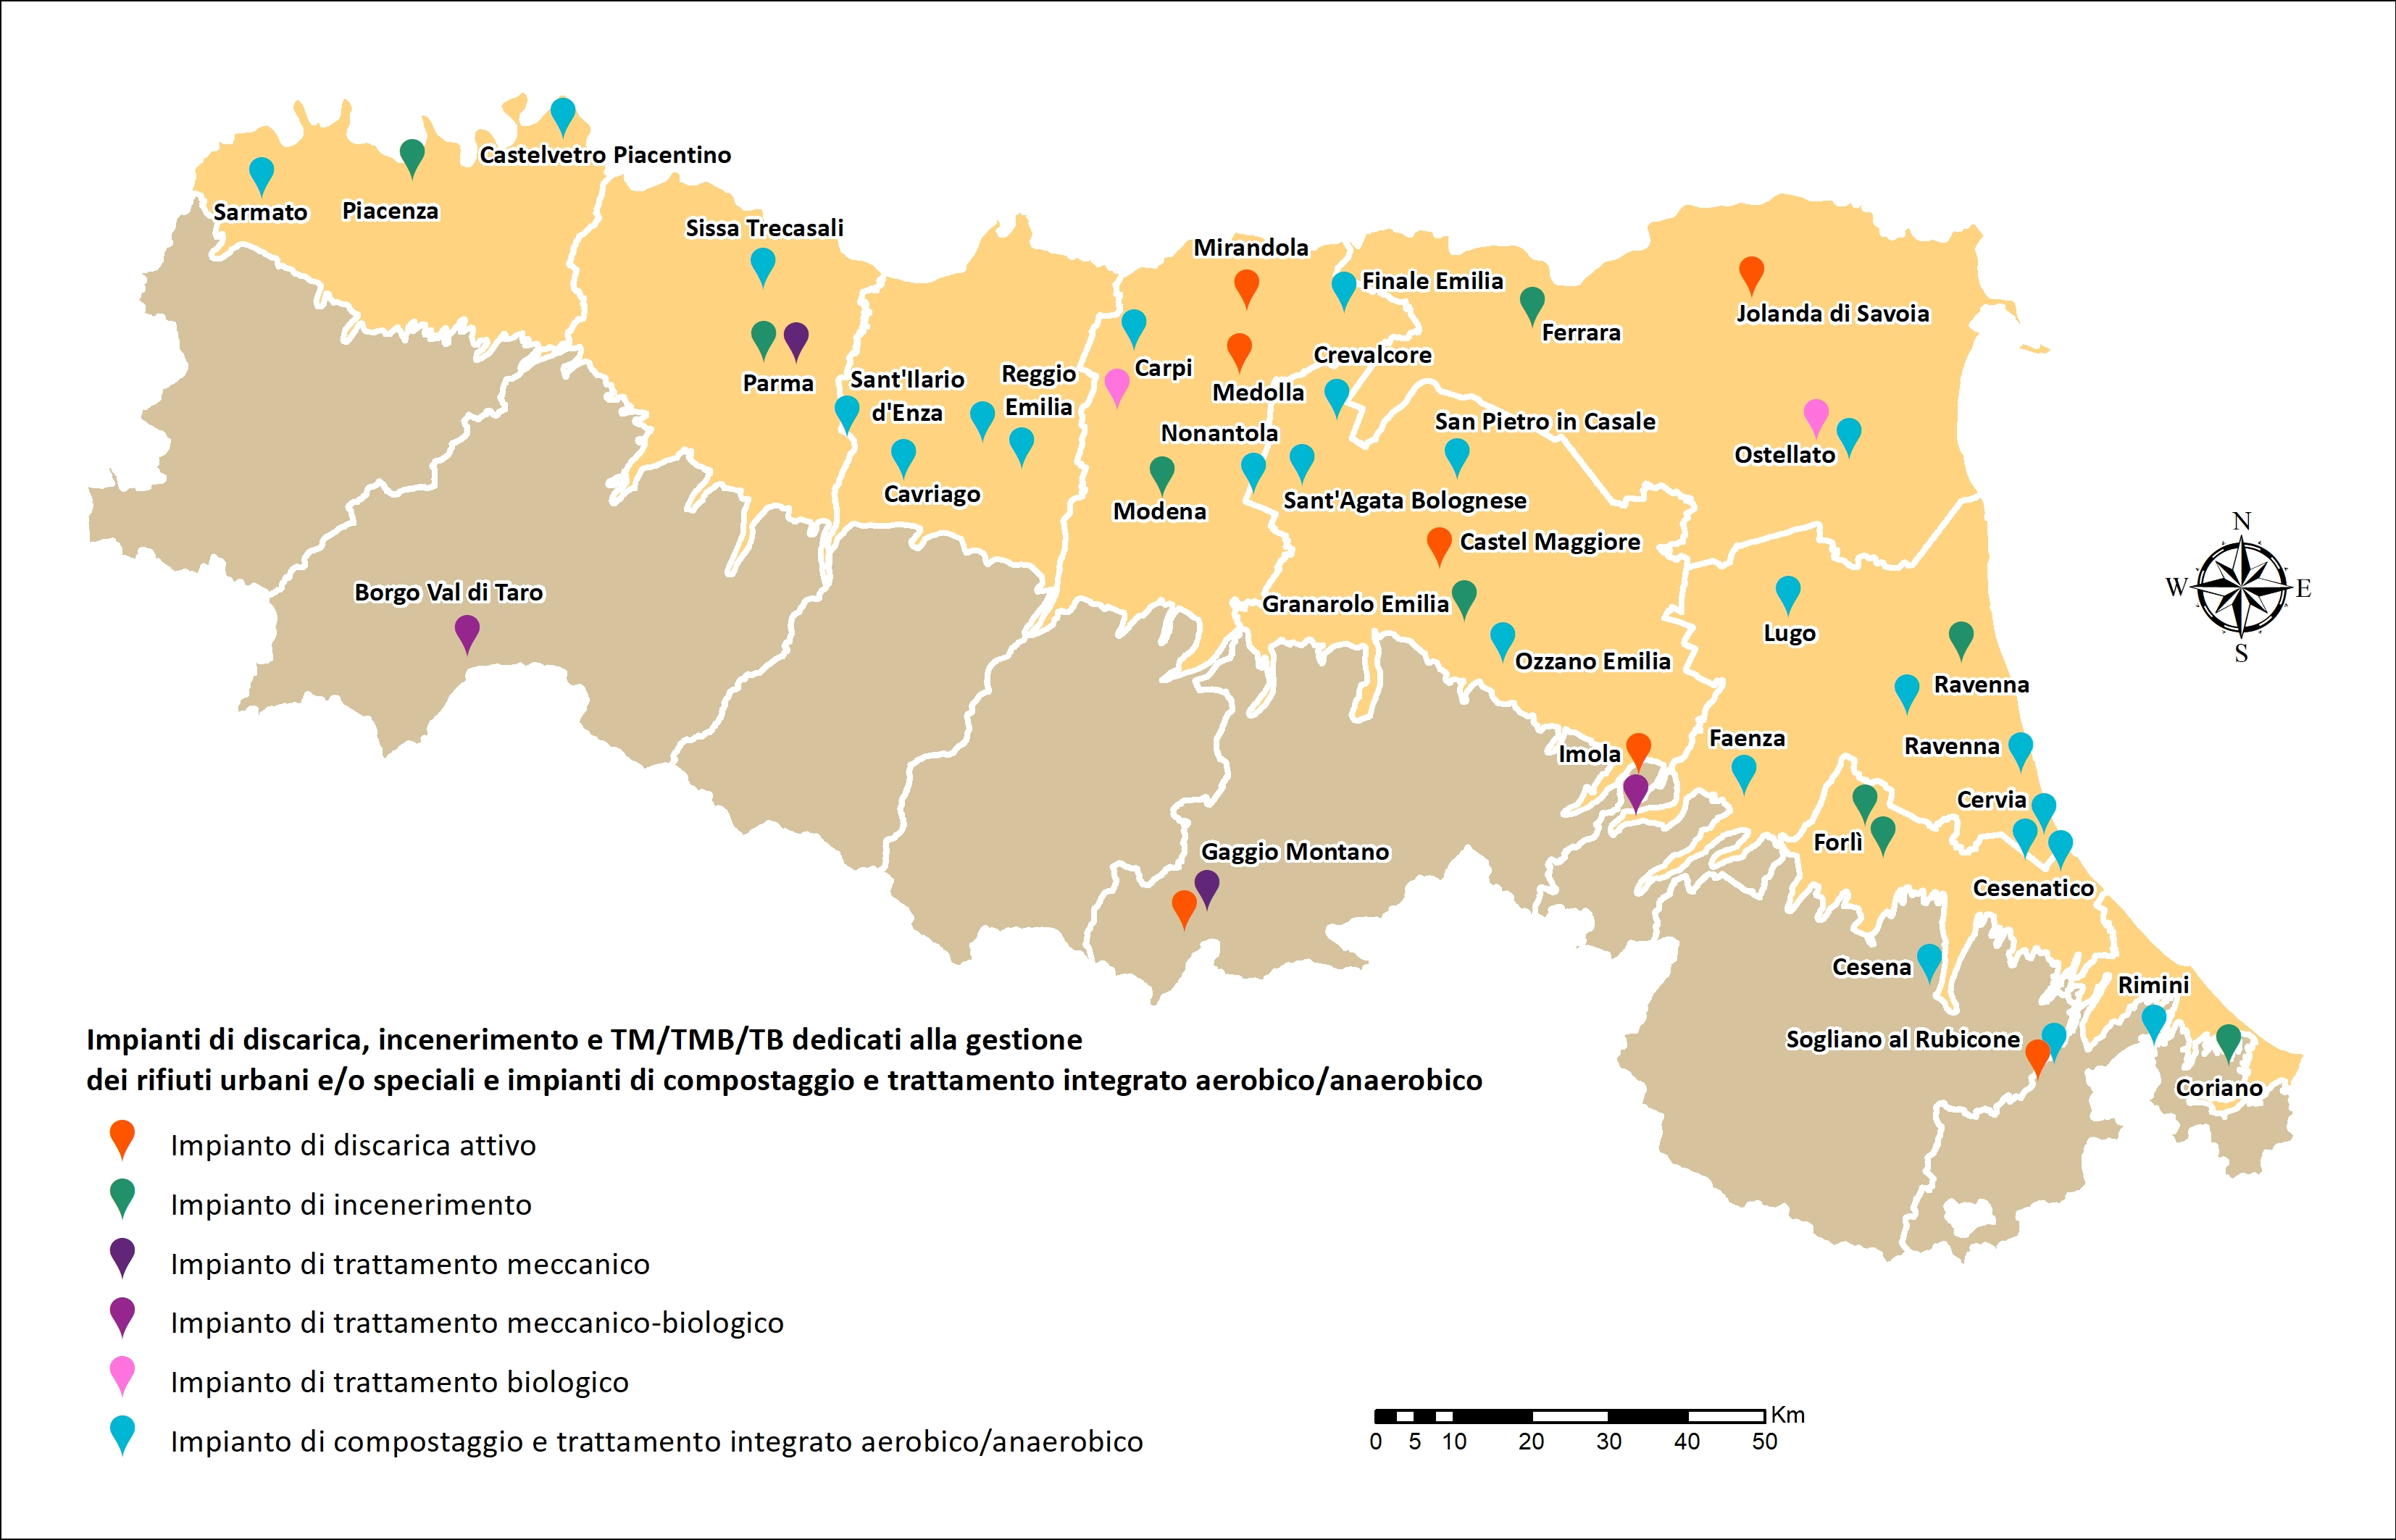 Castelvetro Piacentino
Sarmato
Piacenza
Sissa Trecasali
Mirandola
Finale Emilia
Jolanda di Savoia
Ferrara
Crevalcore
Carpi
Parma
Sant'Ilario
d'Enza
Reggio
Emilia
Medolla
San Pietro in Casale
Nonantola
Ostellato
Cavriago
Modena
Sant'Agata Bolognese
N
W
E
S
Castel Maggiore
Borgo Val di Taro
Granarolo Emilia
Lugo
Ozzano Emilia
Ravenna
Faenza
Ravenna
Imola
Cervia
Forlì
Gaggio Montano
Cesenatico
Cesena
Rimini
Sogliano al Rubicone
Coriano
Impianti di discarica, incenerimento e TM/TMB/TB dedicati alla gestione
dei rifiuti urbani e/o speciali e impianti di compostaggio e trattamento integrato aerobico/anaerobico
Impianto di discarica attivo
Impianto di incenerimento
Impianto di trattamento meccanico
Impianto di trattamento meccanico-biologico
Impianto di trattamento biologico
Impianto di compostaggio e trattamento integrato aerobico/anaerobico
Km
0 5 10 20 30 40 50